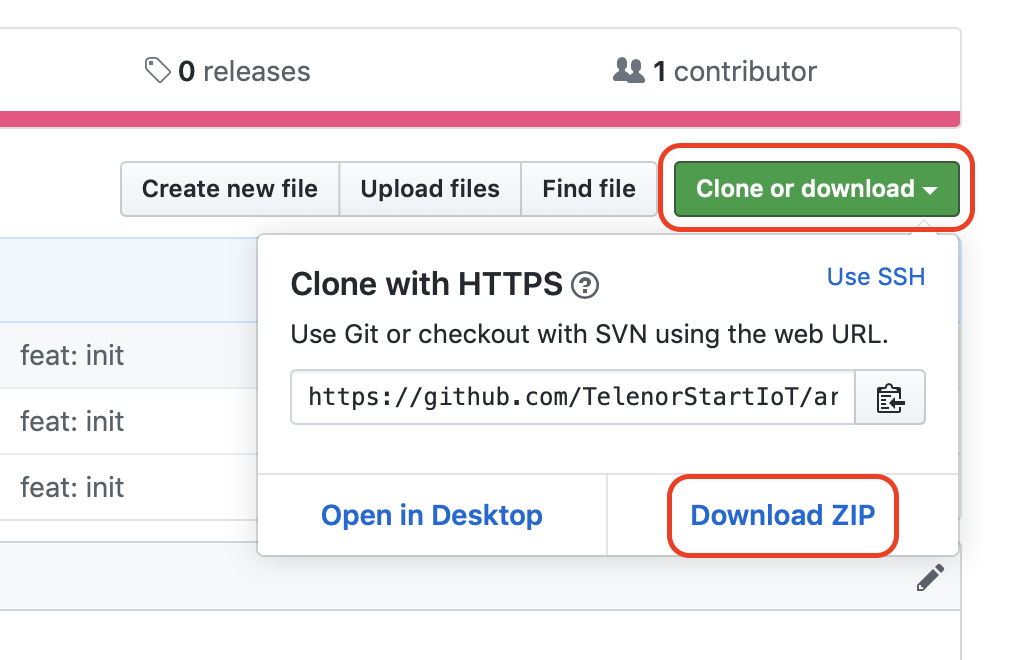 0 releases
1 contributor
Create new file
Upload files
Find file
Clone or download
Clone with HTTPS
Use SSH
Use Git or checkout with SVN using the web URL.
https://github.com/TelenorStartIoT/ar
feat: init
feat: init
feat: init
Open in Desktop
Download ZIP